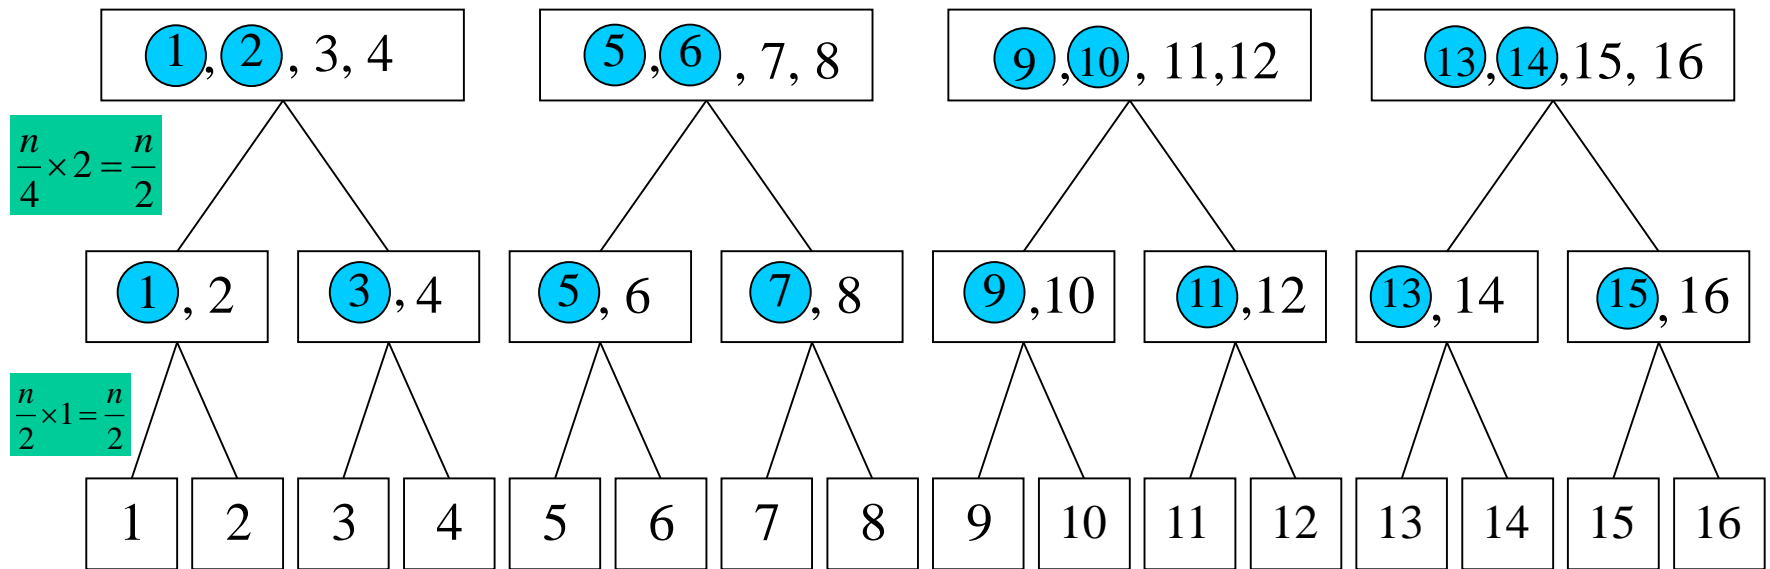 1, 2, 3, 4
5, 6, 7, 8
9, 10, 11,12
13, 14,15, 16
n/4 × 2 = n/2
1, 2
3, 4
5, 6
7, 8
9,10
11,12
13, 14
15, 16
n/2 × 1 = n/2
1 2 3 4 5 6 7 8 9 10 11 12 13 14 15 16